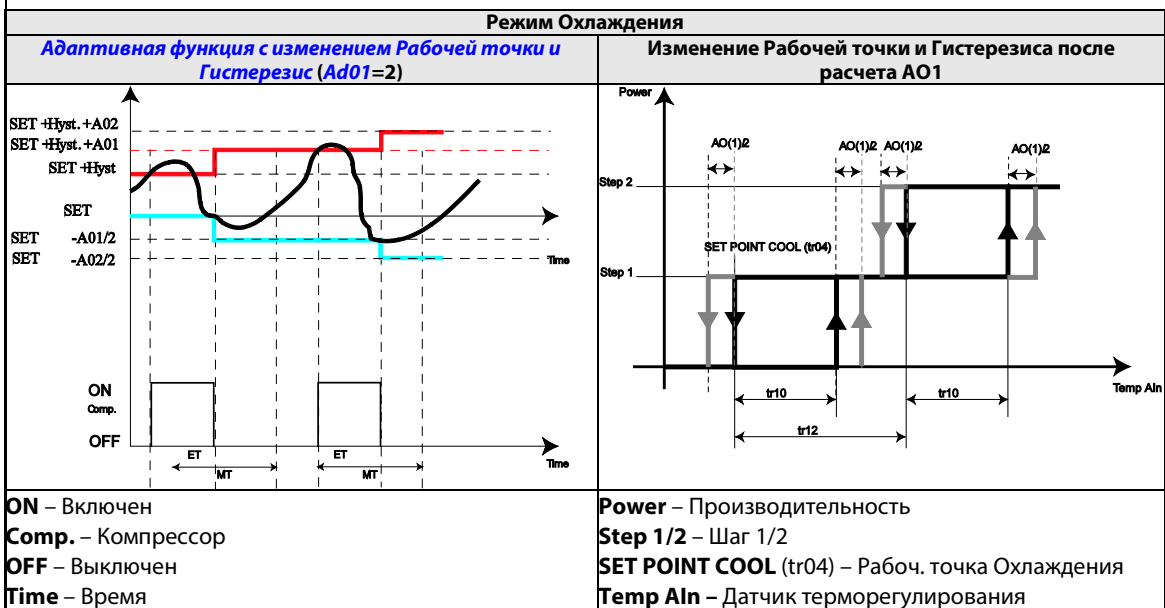 Режим Охлаждения
Адаптивная функция с изменением Рабочей точки и
Гистерезис (Ad01=2)
Изменение Рабочей точки и Гистерезиса после
расчета AO1
SET +Hyst.+A02
SET +Hyst.+A01
SET +Hyst
SET
SET -A01/2
SET -A02/2
Time
ON
Comp.
OFF
ET
MT
ET
MT
Time
Power
AO(1)/2
AO(1)/2
AO(1)/2
AO(1)/2
Step 2
SET POINT COOL (tr04)
Step 1
Temp AIn
tr10
tr10
tr12
ON – Включен
Comp. – Компрессор
OFF – Выключен
Time – Время
Power – Производительность
Step 1/2 – Шаг 1/2
SET POINT COOL (tr04) – Рабоч. точка Охлаждения
Temp AIn – Датчик терморегулирования